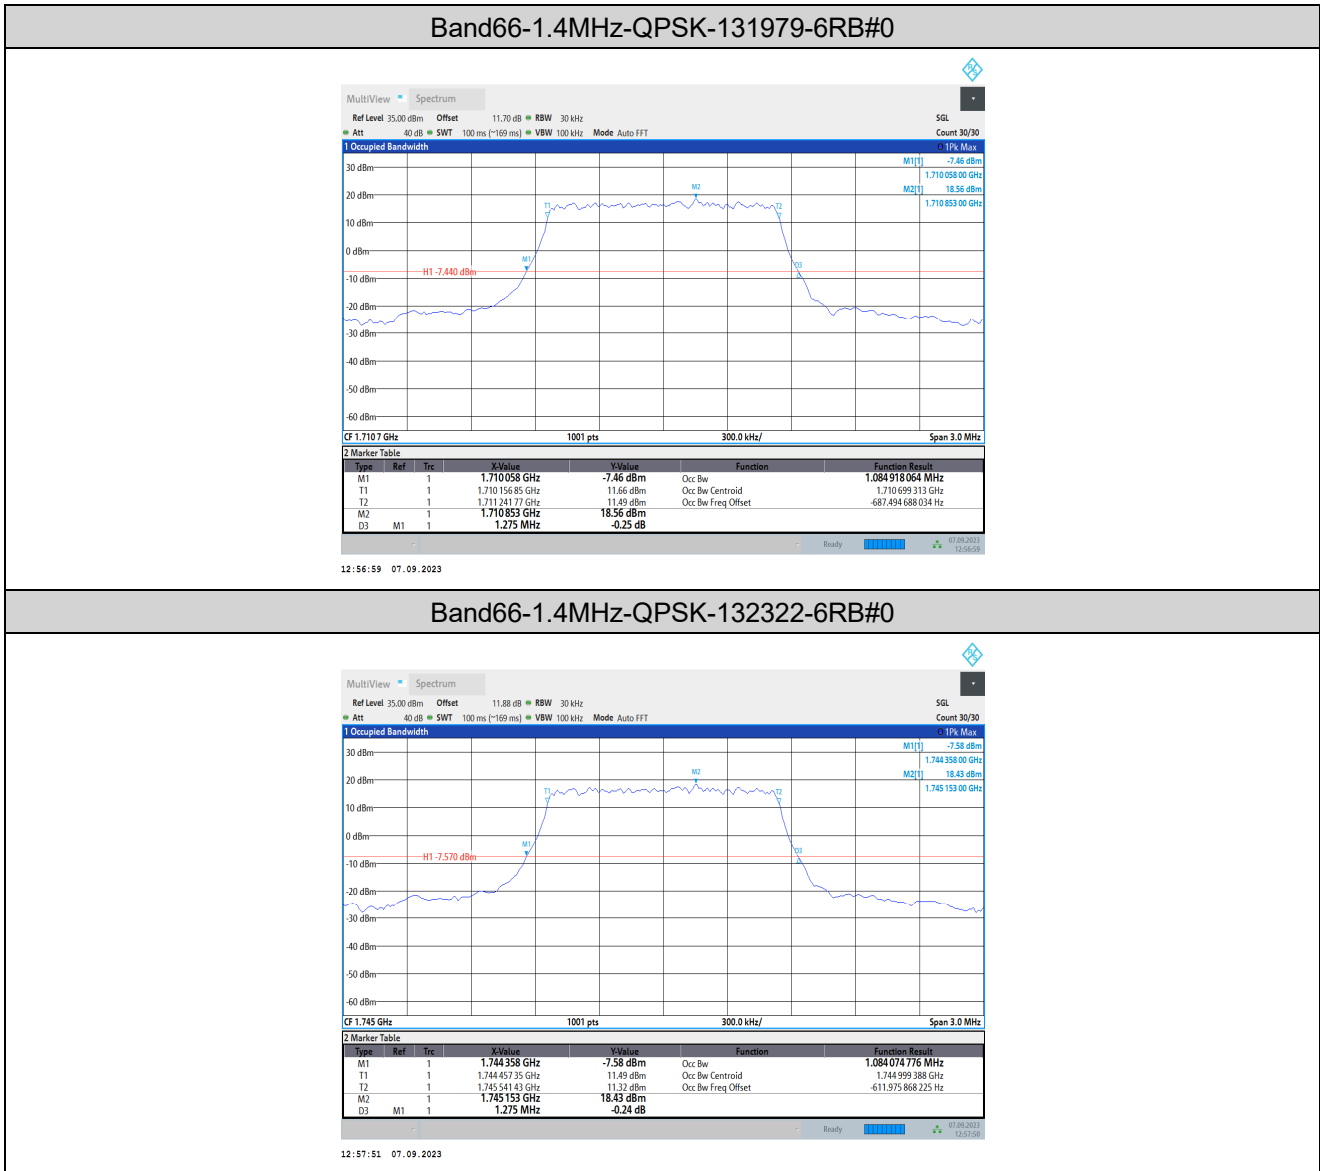 Band66-1.4MHz-QPSK-131979-6RB#0
R S
MultiView Spectrum
Ref Level 35.00 dBm Offset 11.70 dB RBW 30 kHz SGL
Att 40 dB SWT 100 ms (~169 ms) VBW 100 kHz Mode Auto FFT Count 30/30
1 Occupied Bandwidth 1Pk Max
M1[1] -7.46 dBm
1.710 058 00 GHz
M2[1] 18.56 dBm
1.710 853 00 GHz
30 dBm
20 dBm
10 dBm
0 dBm
-10 dBm
-20 dBm
-30 dBm
-40 dBm
-50 dBm
-60 dBm
M2
T1
T2
M1
D3
H1 -7.440 dBm
CF 1.710 7 GHz 1001 pts 300.0 kHz/ Span 3.0 MHz
2 Marker Table
Type Ref Trc X-Value Y-Value Function Function Result
M1 1 1.710 058 GHz -7.46 dBm Occ Bw 1.084 918 064 MHz
T1 1 1.710 156 85 GHz 11.66 dBm Occ Bw Centroid 1.710 699 313 GHz
T2 1 1.711 241 77 GHz 11.49 dBm Occ Bw Freq Offset -687.494 688 034 Hz
M2 1 1.710 853 GHz 18.56 dBm
D3 M1 1 1.275 MHz -0.25 dB
Ready 07.09.2023
12:56:59
12:56:59 07.09.2023
Band66-1.4MHz-QPSK-132322-6RB#0
R S
MultiView Spectrum
Ref Level 35.00 dBm Offset 11.88 dB RBW 30 kHz SGL
Att 40 dB SWT 100 ms (~169 ms) VBW 100 kHz Mode Auto FFT Count 30/30
1 Occupied Bandwidth 1Pk Max
M1[1] -7.58 dBm
1.744 358 00 GHz
M2[1] 18.43 dBm
1.745 153 00 GHz
30 dBm
20 dBm
10 dBm
0 dBm
-10 dBm
-20 dBm
-30 dBm
-40 dBm
-50 dBm
-60 dBm
M2
T1
T2
M1
D3
H1 -7.570 dBm
CF 1.745 GHz 1001 pts 300.0 kHz/ Span 3.0 MHz
2 Marker Table
Type Ref Trc X-Value Y-Value Function Function Result
M1 1 1.744 358 GHz -7.58 dBm Occ Bw 1.084 074 776 MHz
T1 1 1.744 457 35 GHz 11.49 dBm Occ Bw Centroid 1.744 999 388 GHz
T2 1 1.745 541 43 GHz 11.32 dBm Occ Bw Freq Offset -611.975 868 225 Hz
M2 1 1.745 153 GHz 18.43 dBm
D3 M1 1 1.275 MHz -0.24 dB
Ready 07.09.2023
12:57:50
12:57:51 07.09.2023